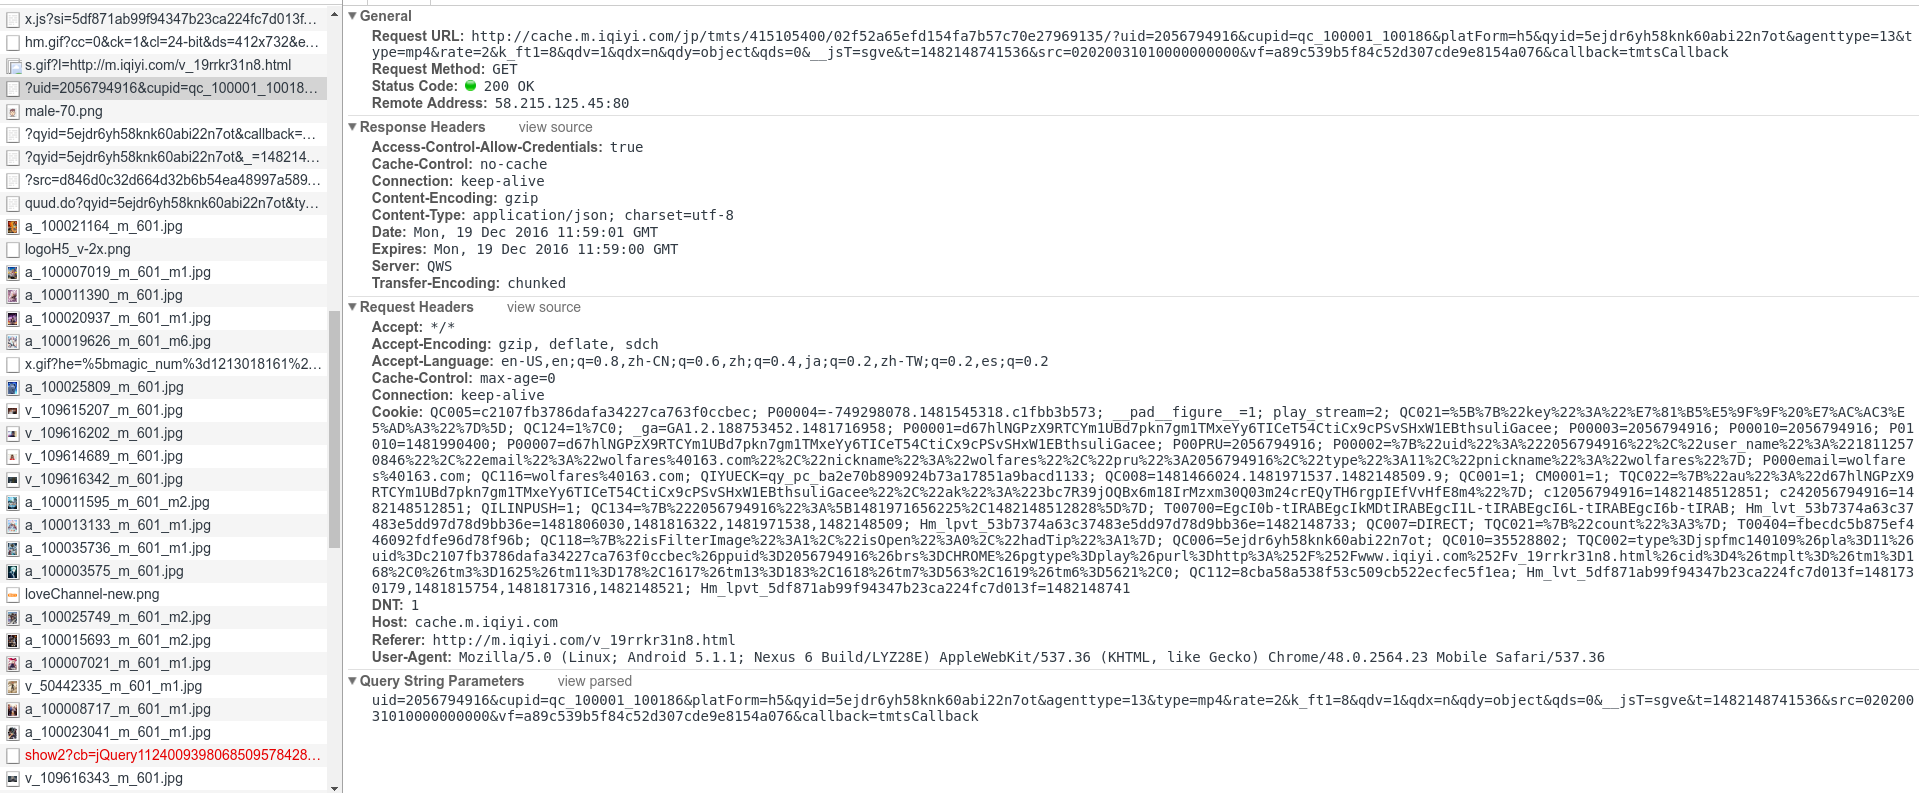 x.js?si=5df871ab99f94347b23ca224fc7d013f...
hm.gif?cc=0&ck=1&cl=24-bit&ds=412x732&e...
s.gif?l=http://m.iqiyi.com/v_19rrkr31n8.html
?uid=2056794916&cupid=qc_100001_10018...
male-70.png
?qyid=5ejdr6yh58knk60abi22n7ot&callback=...
?qyid=5ejdr6yh58knk60abi22n7ot&_=148214...
?src=d846d0c32d664d32b6b54ea48997a589...
quud.do?qyid=5ejdr6yh58knk60abi22n7ot&ty...
a_100021164_m_601.jpg
logoH5_v-2x.png
a_100007019_m_601_m1.jpg
a_100011390_m_601.jpg
a_100020937_m_601_m1.jpg
a_100019626_m_601_m6.jpg
x.gif?he=%5bmagic_num%3d1213018161%2...
a_100025809_m_601.jpg
v_109615207_m_601.jpg
v_109616202_m_601.jpg
v_109614689_m_601.jpg
v_109616342_m_601.jpg
a_100011595_m_601_m2.jpg
a_100013133_m_601_m1.jpg
a_100035736_m_601_m1.jpg
a_100003575_m_601.jpg
loveChannel-new.png
a_100025749_m_601_m2.jpg
a_100015693_m_601_m2.jpg
a_100007021_m_601_m1.jpg
v_50442335_m_601_m1.jpg
a_100008717_m_601_m1.jpg
a_100023041_m_601_m1.jpg
show2?cb=jQuery1124009398068509578428...
v_109616343_m_601.jpg
General
Request URL: http://cache.m.iqiyi.com/jp/tmts/415105400/02f52a65efd154fa7b57c70e27969135/?uid=2056794916&cupid=qc_100001_100186&platForm=h5&qyid=5ejdr6yh58knk60abi22n7ot&agenttype=13&t
ype=mp4&rate=2&k_ft1=8&qdv=1&qdx=n&qdy=object&qds=0&__jsT=sgve&t=1482148741536&src=02020031010000000000&vf=a89c539b5f84c52d307cde9e8154a076&callback=tmtsCallback
Request Method: GET
Status Code: 200 OK
Remote Address: 58.215.125.45:80
Response Headers view source
Access-Control-Allow-Credentials: true
Cache-Control: no-cache
Connection: keep-alive
Content-Encoding: gzip
Content-Type: application/json; charset=utf-8
Date: Mon, 19 Dec 2016 11:59:01 GMT
Expires: Mon, 19 Dec 2016 11:59:00 GMT
Server: QWS
Transfer-Encoding: chunked
Request Headers view source
Accept: */*
Accept-Encoding: gzip, deflate, sdch
Accept-Language: en-US,en;q=0.8,zh-CN;q=0.6,zh;q=0.4,ja;q=0.2,zh-TW;q=0.2,es;q=0.2
Cache-Control: max-age=0
Connection: keep-alive
Cookie: QC005=c2107fb3786dafa34227ca763f0ccbec; P00004=-749298078.1481545318.c1fbb3b573; __pad__figure__=1; play_stream=2; QC021=%5B%7B%22key%22%3A%22%E7%81%B5%E5%9F%9F%20%E7%AC%AC3%E
5%AD%A3%22%7D%5D; QC124=1%7C0; _ga=GA1.2.188753452.1481716958; P00001=d67hlNGPzX9RTCYm1UBd7pkn7gm1TMxeYy6TICeT54CtiCx9cPSvSHxW1EBthsuliGacee; P00003=2056794916; P00010=2056794916; P01
010=1481990400; P00007=d67hlNGPzX9RTCYm1UBd7pkn7gm1TMxeYy6TICeT54CtiCx9cPSvSHxW1EBthsuliGacee; P00PRU=2056794916; P00002=%7B%22uid%22%3A%222056794916%22%2C%22user_name%22%3A%221811257
0846%22%2C%22email%22%3A%22wolfares%40163.com%22%2C%22nickname%22%3A%22wolfares%22%2C%22pru%22%3A2056794916%2C%22type%22%3A11%2C%22pnickname%22%3A%22wolfares%22%7D; P000email=wolfare
s%40163.com; QC116=wolfares%40163.com; QIYUECK=qy_pc_ba2e70b890924b73a17851a9bacd1133; QC008=1481466024.1481971537.1482148509.9; QC001=1; CM0001=1; TQC022=%7B%22au%22%3A%22d67hlNGPzX9
RTCYm1UBd7pkn7gm1TMxeYy6TICeT54CtiCx9cPSvSHxW1EBthsuliGacee%22%2C%22ak%22%3A%223bc7R39jOQBx6m18IrMzxm30Q03m24crEQyTH6rgpIEfVvHfE8m4%22%7D; c12056794916=1482148512851; c242056794916=1
482148512851; QILINPUSH=1; QC134=%7B%222056794916%22%3A%5B1481971656225%2C1482148512828%5D%7D; T00700=EgcI0b-tIRABEgcIkMDtIRABEgcI1L-tIRABEgcI6L-tIRABEgcI6b-tIRAB; Hm_lvt_53b7374a63c37
483e5dd97d78d9bb36e=1481806030,1481816322,1481971538,1482148509; Hm_lpvt_53b7374a63c37483e5dd97d78d9bb36e=1482148733; QC007=DIRECT; TQC021=%7B%22count%22%3A3%7D; T00404=fbecdc5b875ef4
46092fdfe96d78f96b; QC118=%7B%22isFilterImage%22%3A1%2C%22isOpen%22%3A0%2C%22hadTip%22%3A1%7D; QC006=5ejdr6yh58knk60abi22n7ot; QC010=35528802; TQC002=type%3Djspfmc140109%26pla%3D11%26
uid%3Dc2107fb3786dafa34227ca763f0ccbec%26ppuid%3D2056794916%26brs%3DCHROME%26pgtype%3Dplay%26purl%3Dhttp%3A%252F%252Fwww.iqiyi.com%252Fv_19rrkr31n8.html%26cid%3D4%26tmplt%3D%26tm1%3D1
68%2C0%26tm3%3D1625%26tm11%3D178%2C1617%26tm13%3D183%2C1618%26tm7%3D563%2C1619%26tm6%3D5621%2C0; QC112=8cba58a538f53c509cb522ecfec5f1ea; Hm_lvt_5df871ab99f94347b23ca224fc7d013f=148173
0179,1481815754,1481817316,1482148521; Hm_lpvt_5df871ab99f94347b23ca224fc7d013f=1482148741
DNT: 1
Host: cache.m.iqiyi.com
Referer: http://m.iqiyi.com/v_19rrkr31n8.html
User-Agent: Mozilla/5.0 (Linux; Android 5.1.1; Nexus 6 Build/LYZ28E) AppleWebKit/537.36 (KHTML, like Gecko) Chrome/48.0.2564.23 Mobile Safari/537.36
Query String Parameters view parsed
uid=2056794916&cupid=qc_100001_100186&platForm=h5&qyid=5ejdr6yh58knk60abi22n7ot&agenttype=13&type=mp4&rate=2&k_ft1=8&qdv=1&qdx=n&qdy=object&qds=0&__jsT=sgve&t=1482148741536&src=020200
31010000000000&vf=a89c539b5f84c52d307cde9e8154a076&callback=tmtsCallback